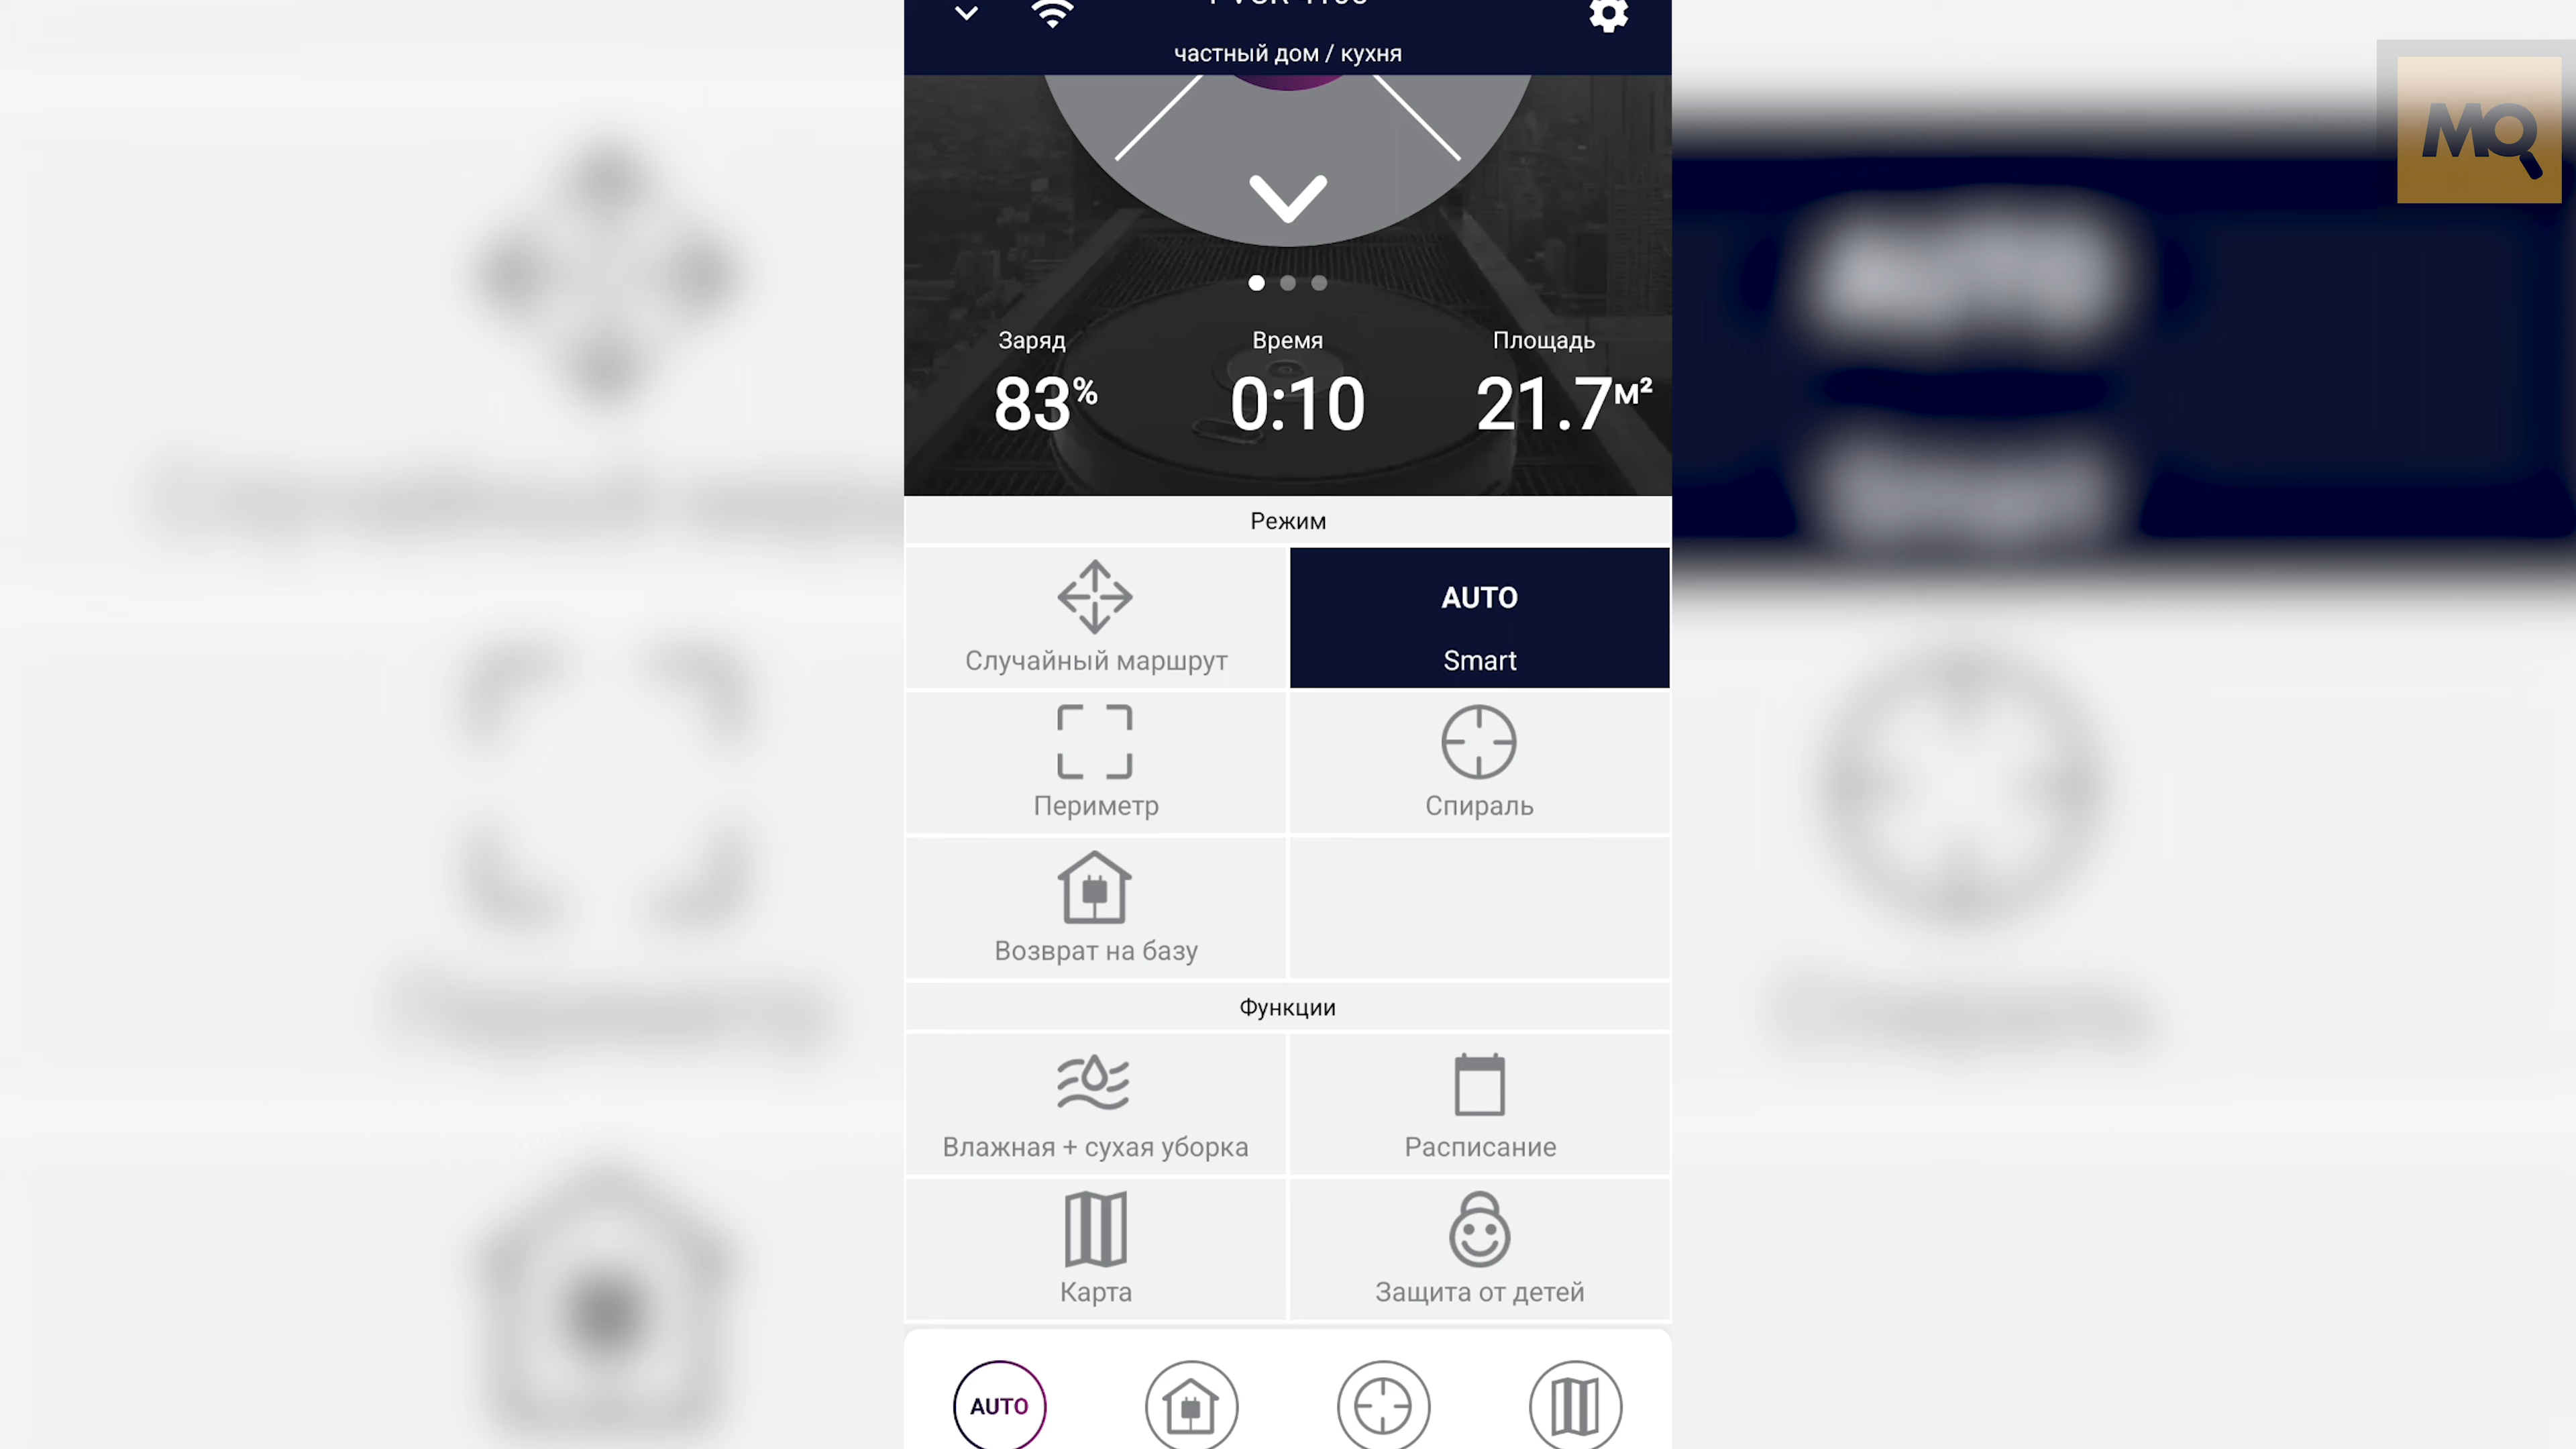 частный дом / кухня
MQ
Заряд Время Площадь
83% 0:10 21.7м²
Режим
Случайный маршрут
AUTO
Smart
Периметр
Спираль
Возврат на базу
Функции
Влажная + сухая уборка
Расписание
Карта
Защита от детей
AUTO